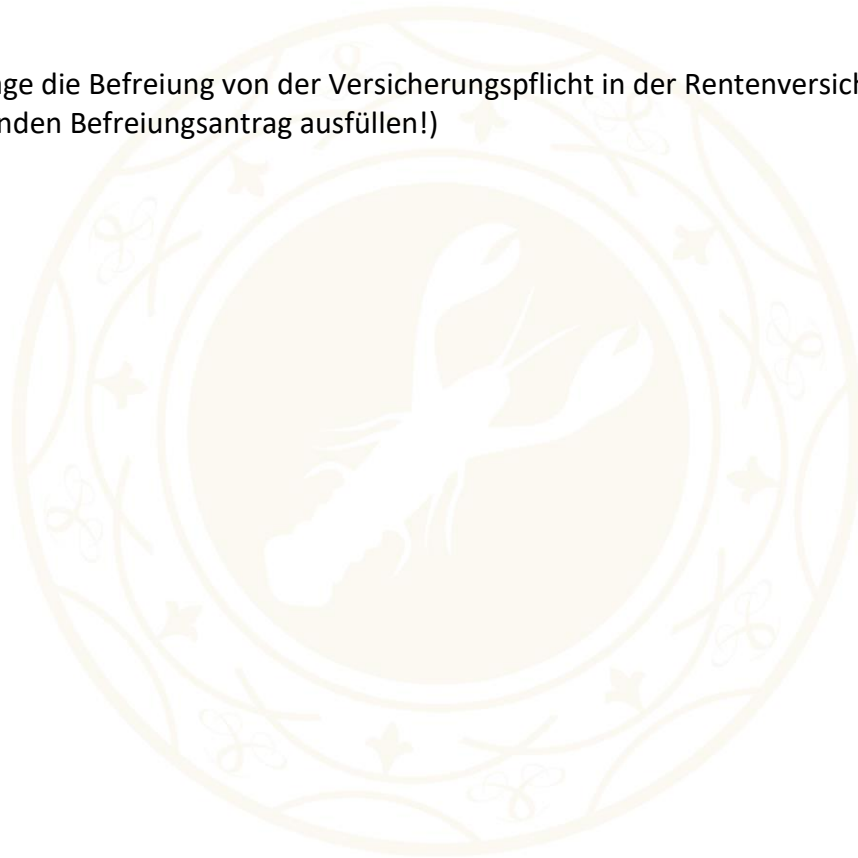 ge die Befreiung von der Versicherungspflicht in der Rentenversich
nden Befreiungsantrag ausfüllen!)